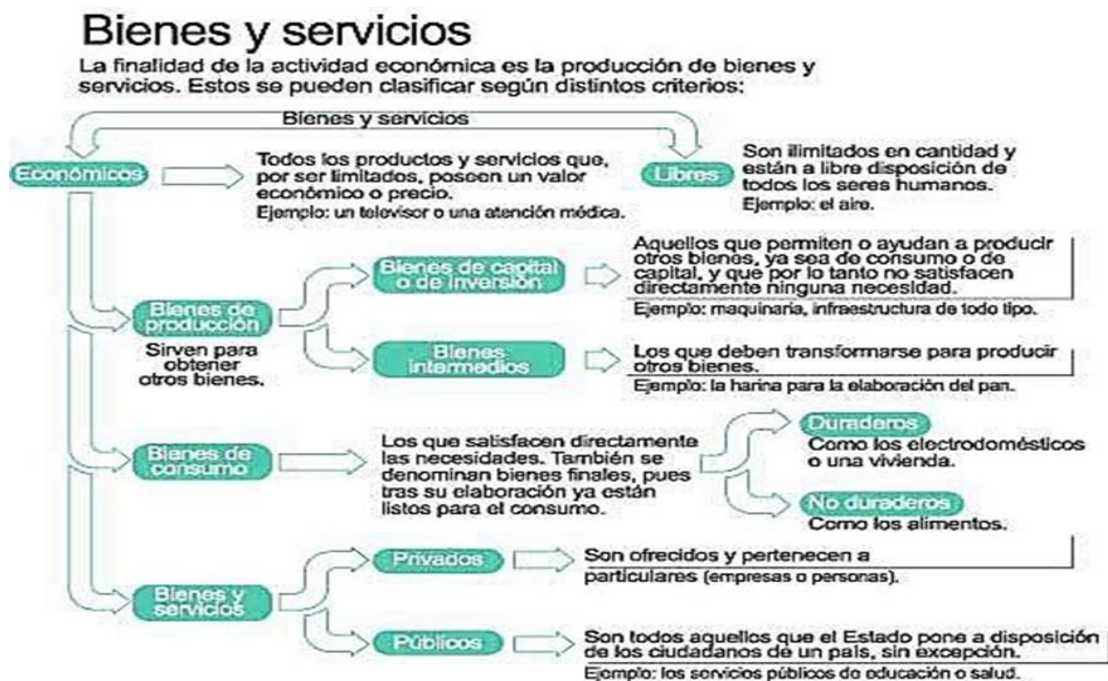 Bienes y servicios
La finalidad de la actividad económica es la producción de bienes y
servicios. Estos se pueden clasificar según distintos criterios:
Bienes y servicios
Económicos
Todos los productos y servicios que,
por ser limitados, poseen un valor
económico o precio.
Ejemplo: un televisor o una atención médica.
Libres
Son ilimitados en cantidad y
están a libre disposición de
todos los seres humanos.
Ejemplo: el aire.
Bienes de
producción
Sirven para
obtener
otros bienes.
Bienes de capital
o de inversión
Aquellos que permiten o ayudan a producir
otros bienes, ya sea de consumo o de
capital, y que por lo tanto no satisfacen
directamente ninguna necesidad.
Ejemplo: maquinaria, infraestructura de todo tipo.
Bienes
intermedios
Los que deben transformarse para producir
otros bienes.
Ejemplo: la harina para la elaboración del pan.
Bienes de
consumo
Los que satisfacen directamente
las necesidades. También se
denominan bienes finales, pues
tras su elaboración ya están
listos para el consumo.
Duraderos
Como los electrodomésticos
o una vivienda.
No duraderos
Como los alimentos.
Bienes y
servicios
Privados
Son ofrecidos y pertenecen a
particulares (empresas o personas).
Públicos
Son todos aquellos que el Estado pone a disposición
de los ciudadanos de un país, sin excepción.
Ejemplo: los servicios públicos de educación o salud.